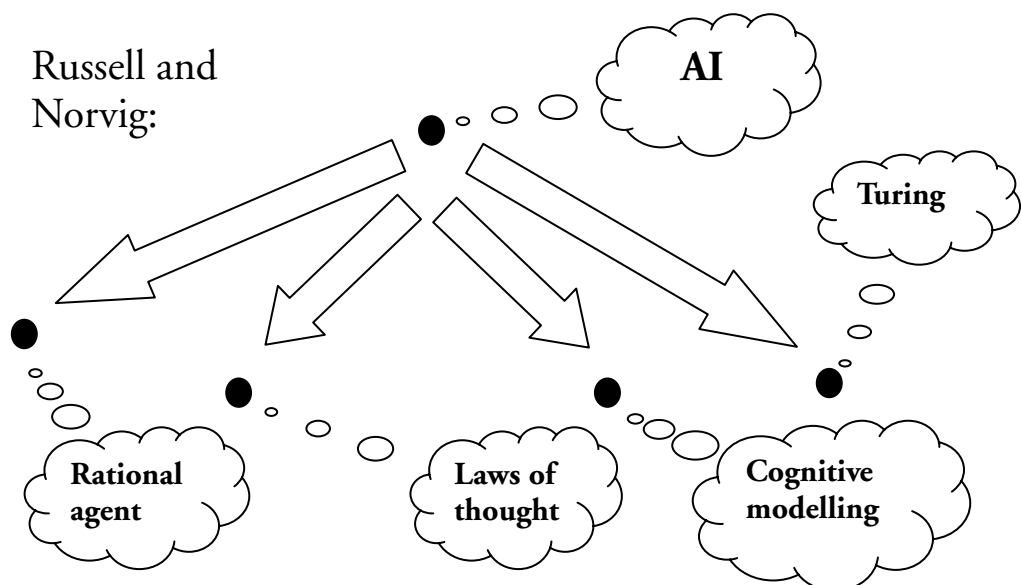 Russell and
Norvig:
AI
Turing
Rational
agent
Laws of
thought
Cognitive
modelling